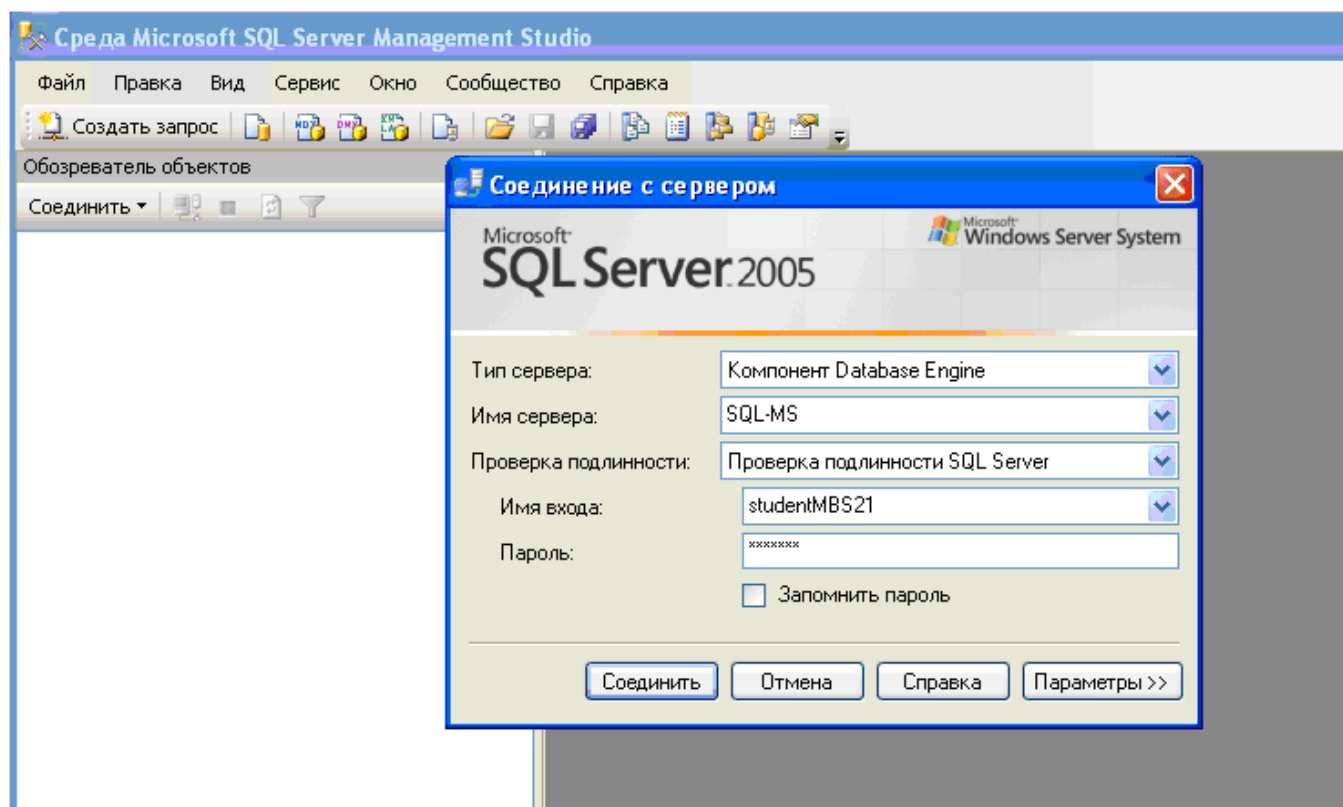 Среда Microsoft SQL Server Management Studio
Файл Правка Вид Сервис Окно Сообщество Справка
Создать запрос
Обозреватель объектов
Соединить
Соединение с сервером
Microsoft
Windows Server System
Microsoft
SQL Server 2005
Тип сервера: Компонент Database Engine
Имя сервера: SQL-MS
Проверка подлинности: Проверка подлинности SQL Server
Имя входа: studentMBS21
Пароль: *******
Запомнить пароль
Соединить Отмена Справка Параметры >>